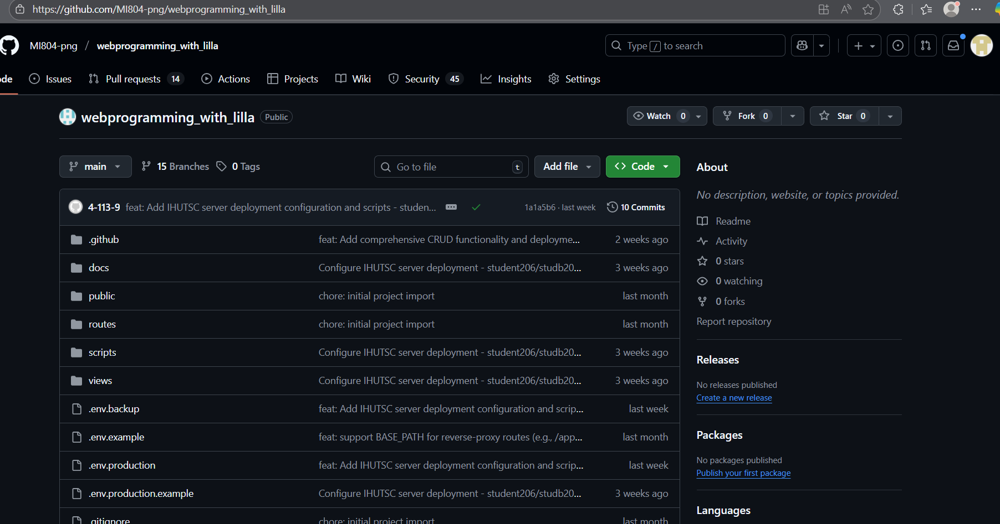 https://github.com/MI804-png/webprogramming_with_lilla
MI804-png / webprogramming_with_lilla
Type / to search
ode Issues Pull requests 14 Actions Projects Wiki Security 45 Insights Settings
webprogramming_with_lilla Public
Watch 0 Fork 0 Star 0
main 15 Branches 0 Tags Go to file t Add file Code
4-113-9 feat: Add IHUTSC server deployment configuration and scripts - studen... 1a1a5b6 · last week 10 Commits
.github feat: Add comprehensive CRUD functionality and deployme... 2 weeks ago
docs Configure IHUTSC server deployment - student206/studb20... 3 weeks ago
public chore: initial project import last month
routes chore: initial project import last month
scripts Configure IHUTSC server deployment - student206/studb20... 3 weeks ago
views Configure IHUTSC server deployment - student206/studb20... 3 weeks ago
.env.backup feat: Add IHUTSC server deployment configuration and scrip... last week
.env.example feat: support BASE_PATH for reverse-proxy routes (e.g., /app... last month
.env.production feat: Add IHUTSC server deployment configuration and scrip... last week
.env.production.example Configure IHUTSC server deployment - student206/studb20... 3 weeks ago
.gitignore chore: initial project import last month
About
No description, website, or topics provided.
Readme
Activity
0 stars
0 watching
0 forks
Report repository
Releases
No releases published
Create a new release
Packages
No packages published
Publish your first package
Languages